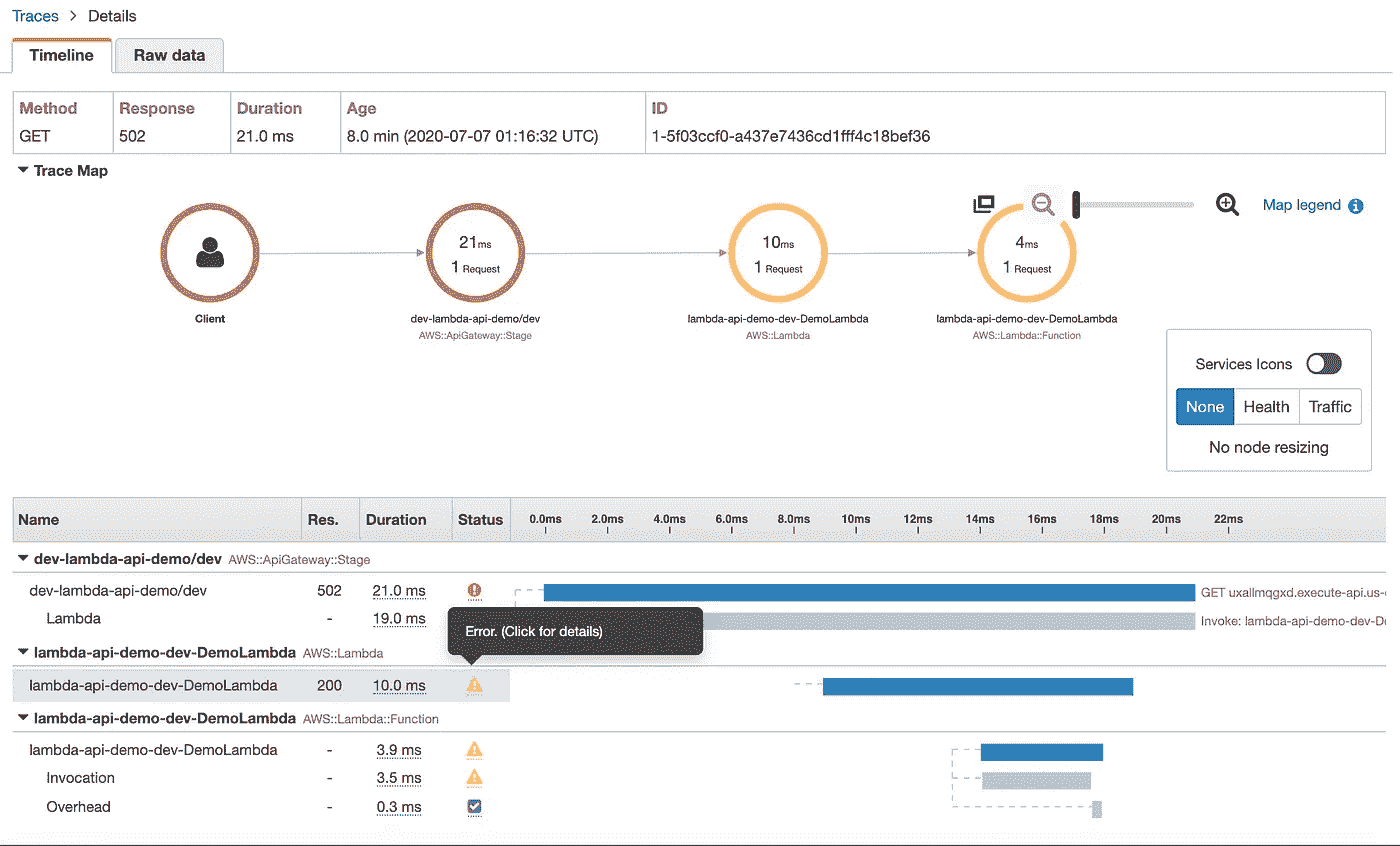 Traces > Details
Timeline Raw data
Method Response Duration Age ID
GET 502 21.0 ms 8.0 min (2020-07-07 01:16:32 UTC) 1-5f03ccf0-a437e7436cd1fff4c18bef36
Trace Map
Map legend
21ms 10ms 4ms
1 Request 1 Request 1 Request
Client dev-lambda-api-demo/dev lambda-api-demo-dev-DemoLambda lambda-api-demo-dev-DemoLambda
AWS::ApiGateway::Stage AWS::Lambda AWS::Lambda::Function
Services Icons
None Health Traffic
No node resizing
Name Res. Duration Status 0.0ms 2.0ms 4.0ms 6.0ms 8.0ms 10ms 12ms 14ms 16ms 18ms 20ms 22ms
dev-lambda-api-demo/dev AWS::ApiGateway::Stage
dev-lambda-api-demo/dev 502 21.0 ms GET uxallmqgxd.execute-api.us-
Lambda - 19.0 ms Invoke: lambda-api-demo-dev-D
Error. (Click for details)
lambda-api-demo-dev-DemoLambda AWS::Lambda
lambda-api-demo-dev-DemoLambda 200 10.0 ms
lambda-api-demo-dev-DemoLambda AWS::Lambda::Function
lambda-api-demo-dev-DemoLambda - 3.9 ms
Invocation - 3.5 ms
Overhead - 0.3 ms